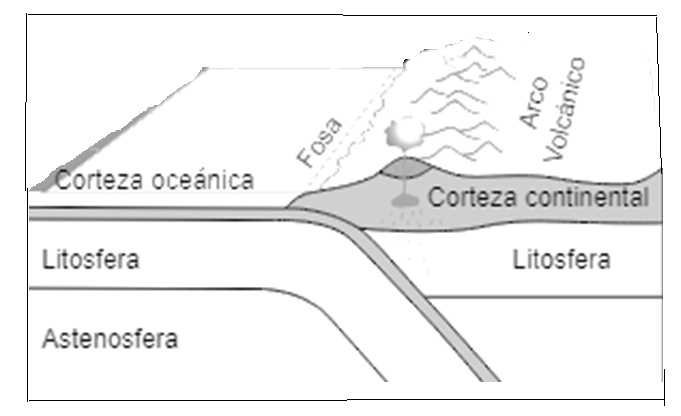 Arco
Volcánico
Fosa
Corteza oceánica
Corteza continental
Litosfera
Litosfera
Astenosfera